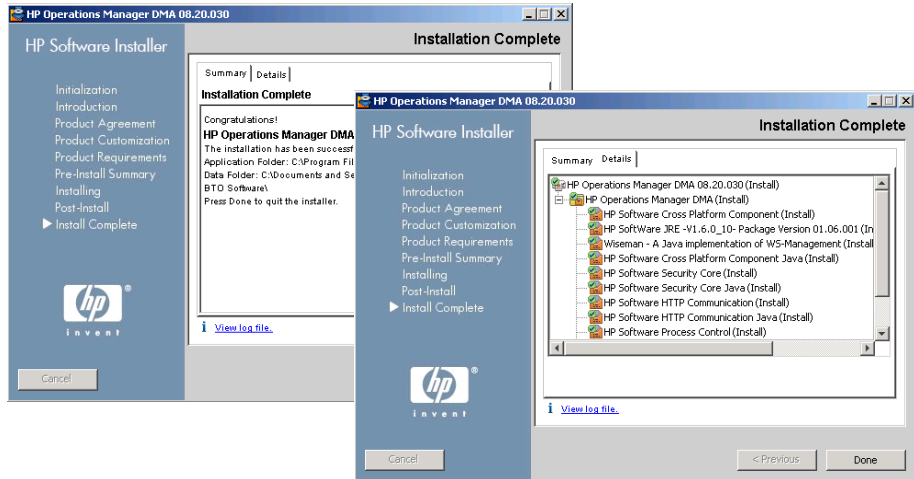 HP Operations Manager DMA 08.20.030
HP Software Installer
Installation Complete
Initialization
Introduction
Product Agreement
Product Customization
Product Requirements
Pre-Install Summary
Installing
Post-Install
Install Complete
hp
®
invent
Cancel
Summary
Details
Installation Complete
Congratulations!
HP Operations Manager DMA
The installation has been
Application Folder: C:\Program
Data Folder: C:\Documents and
BTO Software\
Press Done to quit the installer.
i View log file.
HP Operations Manager DMA 08.20.030
HP Software Installer
Installation Complete
Initialization
Introduction
Product Agreement
Product Customization
Product Requirements
Pre-Install Summary
Installing
Post-Install
Install Complete
hp
®
invent
Cancel
Summary
Details
HP Operations Manager DMA 08.20.030 (Install)
HP Operations Manager DMA (Install)
HP Software Cross Platform Component (Install)
HP SoftWare JRE -V1.6.0_10- Package Version 01.06.001 (In
Wiseman - A Java implementation of WS-Management (Install
HP Software Cross Platform Component Java (Install)
HP Software Security Core (Install)
HP Software Security Core Java (Install)
HP Software HTTP Communication (Install)
HP Software HTTP Communication Java (Install)
HP Software Process Control (Install)
i View log file.
< Previous
Done